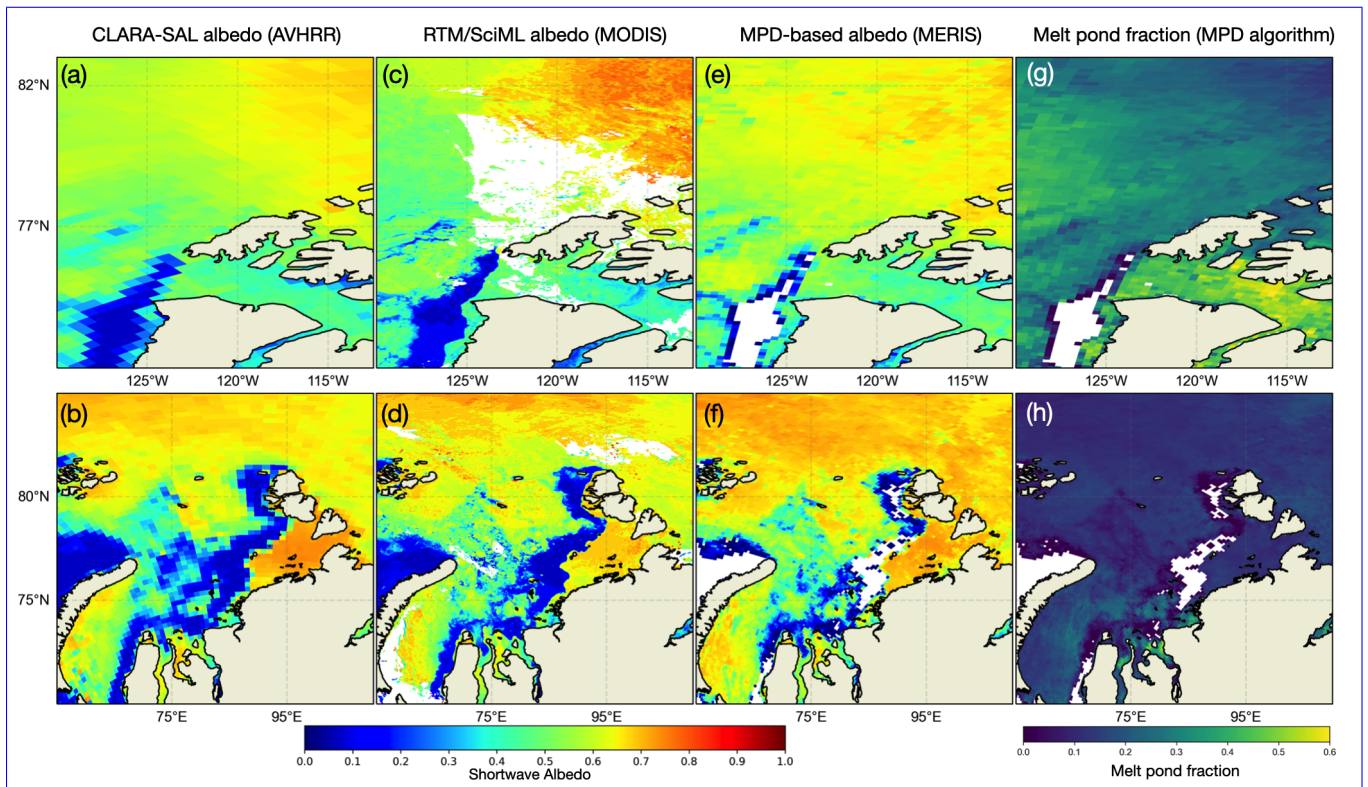 CLARA-SAL albedo (AVHRR) RTM/SciML albedo (MODIS) MPD-based albedo (MERIS) Melt pond fraction (MPD algorithm)
(a) (c) (e) (g)
82°N
77°N
125°W 120°W 115°W 125°W 120°W 115°W 125°W 120°W 115°W 125°W 120°W 115°W
(b) (d) (f) (h)
80°N
75°N
75°E 95°E 75°E 95°E 75°E 95°E 75°E 95°E
0.0 0.1 0.2 0.3 0.4 0.5 0.6 0.7 0.8 0.9 1.0
Shortwave Albedo
0.0 0.1 0.2 0.3 0.4 0.5 0.6
Melt pond fraction